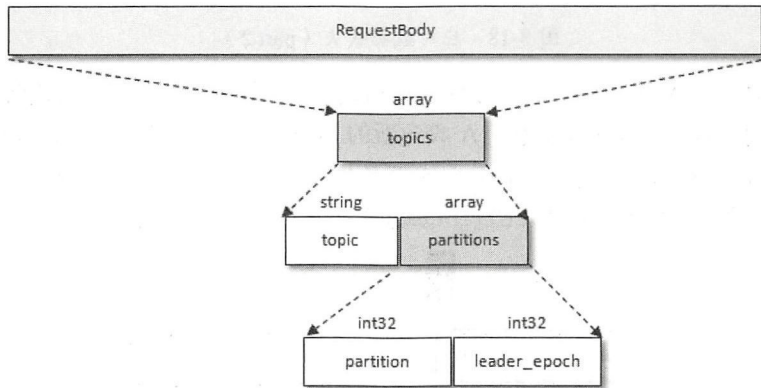 RequestBody
array
topics
string array
topic partitions
int32 int32
partition leader_epoch